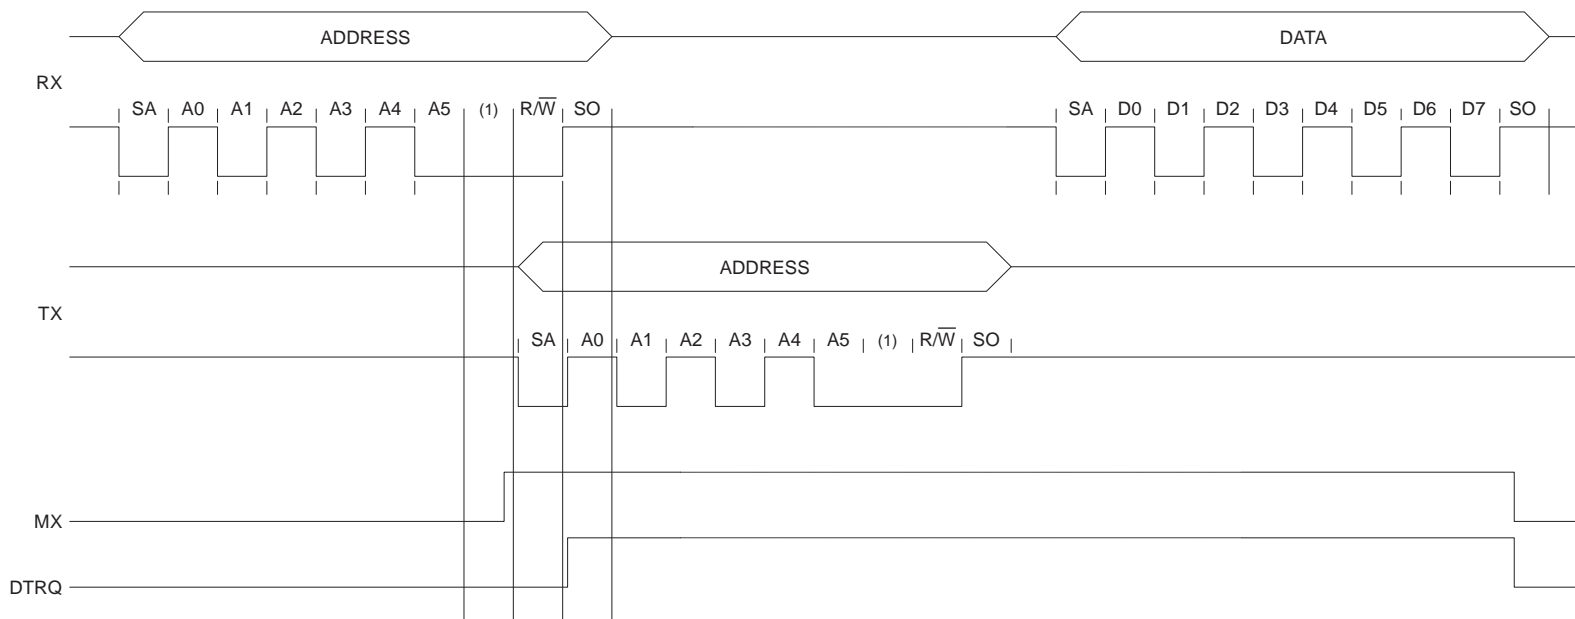 ADDRESS DATA
RX
SA A0 A1 A2 A3 A4 A5 (1) R/W̅ SO SA D0 D1 D2 D3 D4 D5 D6 D7 SO
ADDRESS
TX
SA A0 A1 A2 A3 A4 A5 (1) R/W̅ SO
MX
DTRQ